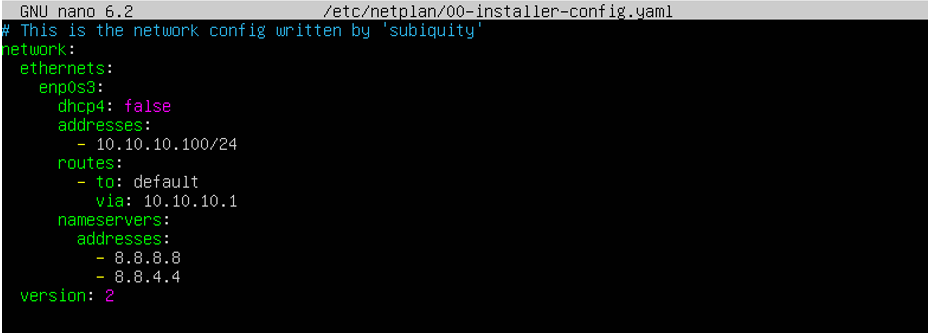 GNU nano 6.2 /etc/netplan/00-installer-config.yaml
# This is the network config written by 'subiquity'
network:
  ethernets:
    enp0s3:
      dhcp4: false
      addresses:
        - 10.10.10.100/24
      routes:
        - to: default
          via: 10.10.10.1
      nameservers:
        addresses:
          - 8.8.8.8
          - 8.8.4.4
  version: 2